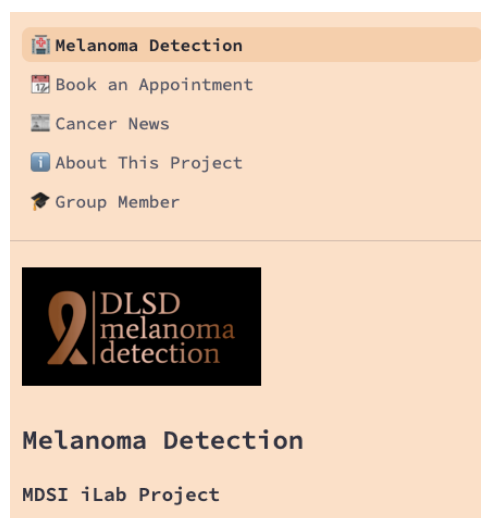 Melanoma Detection
Book an Appointment
Cancer News
About This Project
Group Member
DLSD
melanoma
detection
Melanoma Detection
MDSI iLab Project